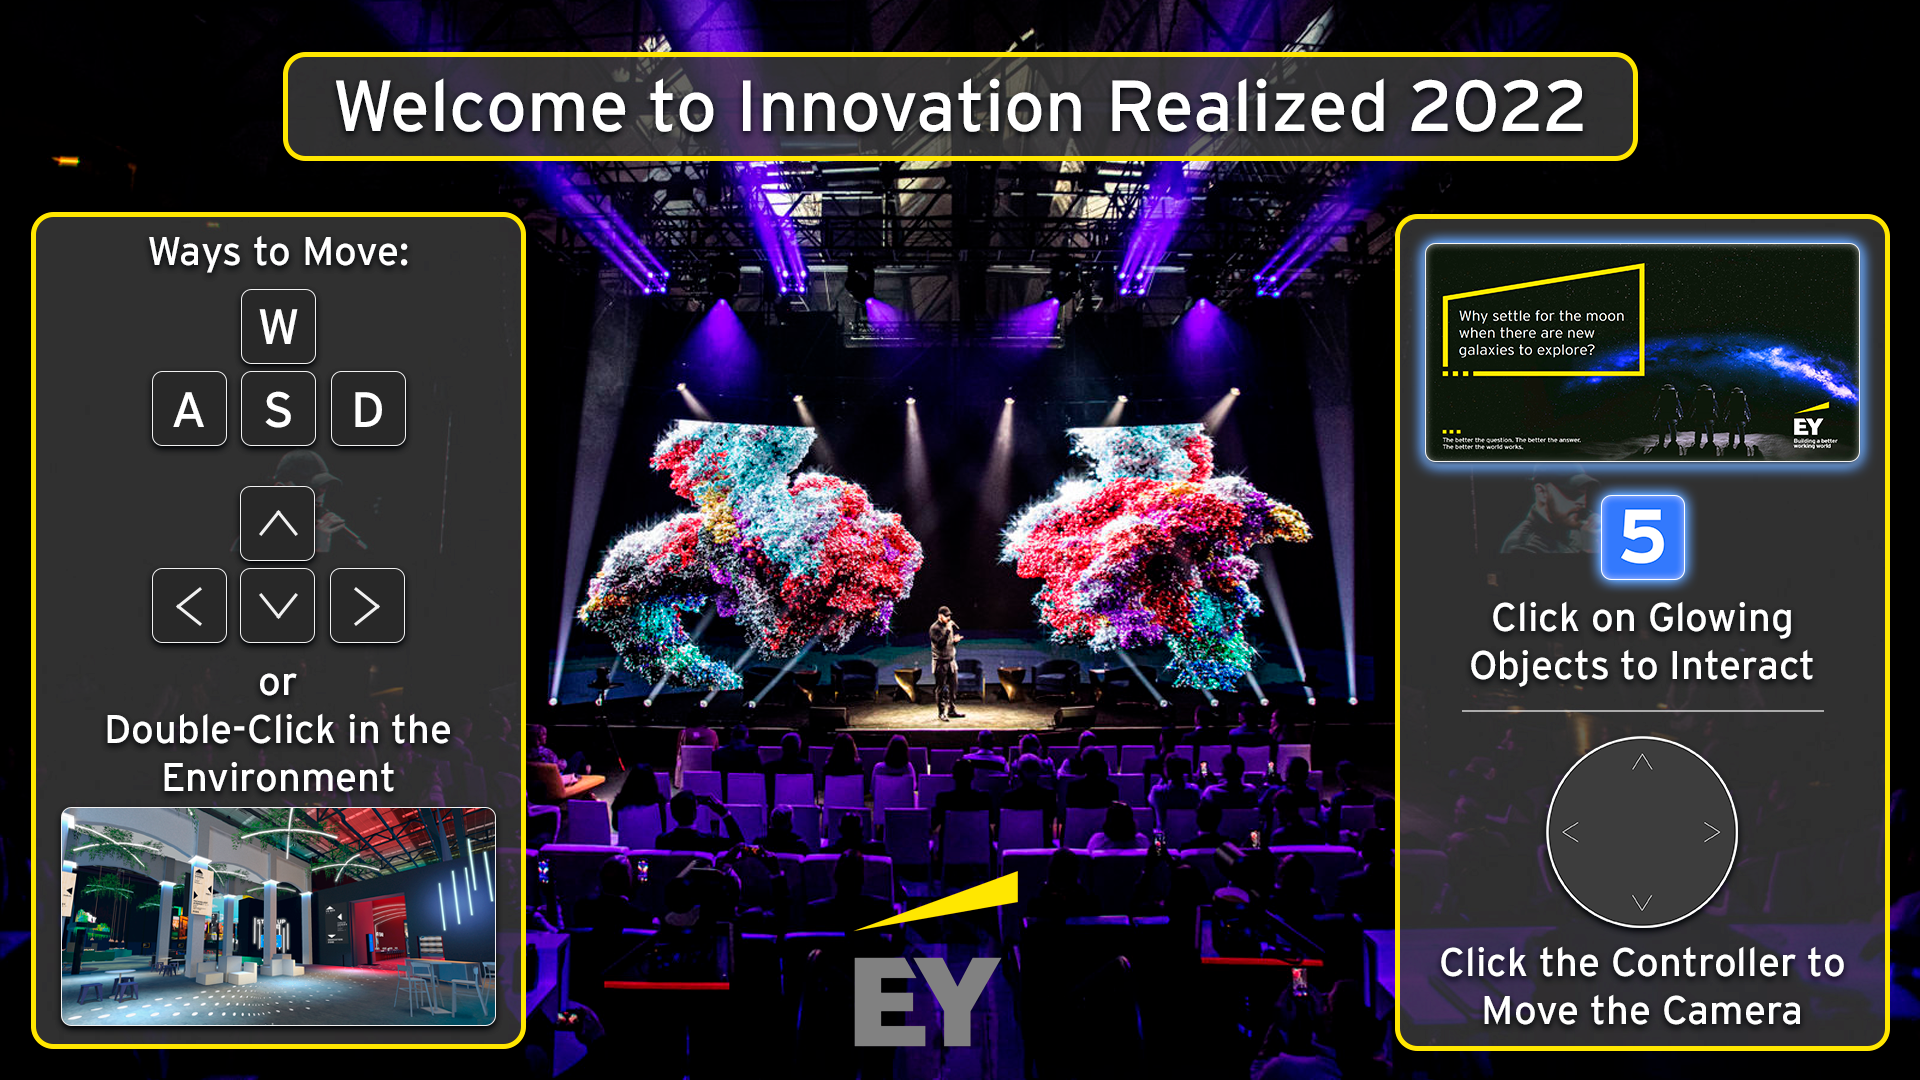 Welcome to Innovation Realized 2022
Ways to Move:
W
A S D
or
Double-Click in the
Environment
EY
Why settle for the moon
when there are new
galaxies to explore?
The better the question. The better the answer.
The better the world works.
EY
Building a better
working world
5
Click on Glowing
Objects to Interact
Click the Controller to
Move the Camera